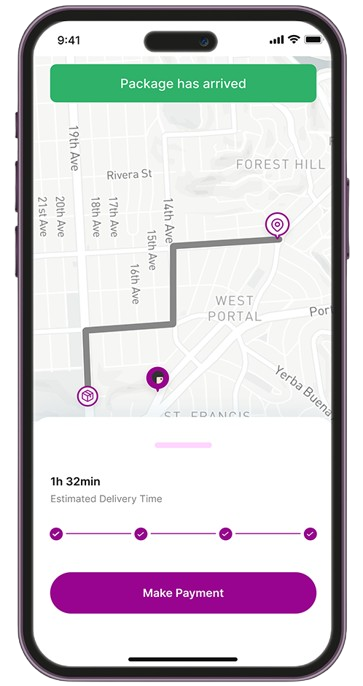 9:41
Package has arrived
19th Ave
FOREST HILL
Rivera St
21st Ave
20th Ave
18th Ave
17th Ave
14th Ave
15th Ave
16th Ave
WEST
PORTAL
Yerba Buena
ST. FRANCIS
1h 32min
Estimated Delivery Time
Make Payment